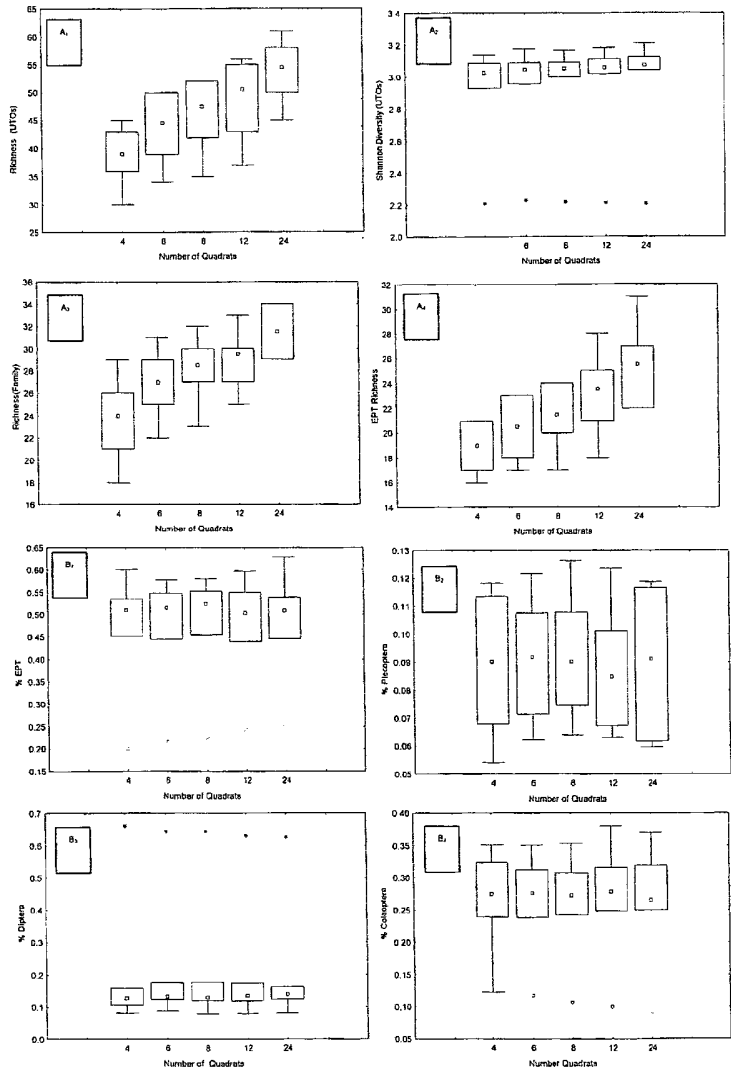 A₁
Richness (UTOs)
65
55
50
45
40
35
30
25
4 6 8 12 24
Number of Quadrats
A₂
Shannon Diversity (UTOs)
3.4
3.2
3.0
2.8
2.6
2.4
2.2
2.0
6 8 12 24
Number of Quadrats
A₃
Richness(Family)
36
34
32
30
28
26
24
22
20
18
16
4 6 8 12 24
Number of Quadrats
A₄
EPT Richness
32
30
28
26
24
22
20
18
16
14
4 6 8 12 24
Number of Quadrats
B₁
% EPT
0.65
0.60
0.55
0.50
0.45
0.40
0.35
0.30
0.25
0.20
0.15
4 6 8 12 24
Number of Quadrats
B₂
% Plecoptera
0.13
0.12
0.11
0.10
0.09
0.08
0.07
0.06
0.05
4 6 8 12 24
Number of Quadrats
B₃
% Diptera
0.7
0.6
0.5
0.4
0.3
0.2
0.1
0.0
4 6 8 12 24
Number of Quadrats
% Coleoptera
0.40
0.35
0.30
0.25
0.20
0.15
0.10
0.05
4 6 8 12 24
Number Quadrats